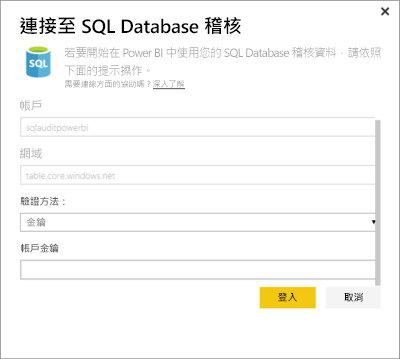 連接至 SQL Database 稽核
SQL
若要開始在 Power BI 中使用您的 SQL Database 稽核資料，請依照
下面的提示操作。
需要連線方面的協助嗎？深入了解
帳戶
sqlauditpowerbi
網域
table.core.windows.net
驗證方法：
金鑰
帳戶金鑰
登入
取消